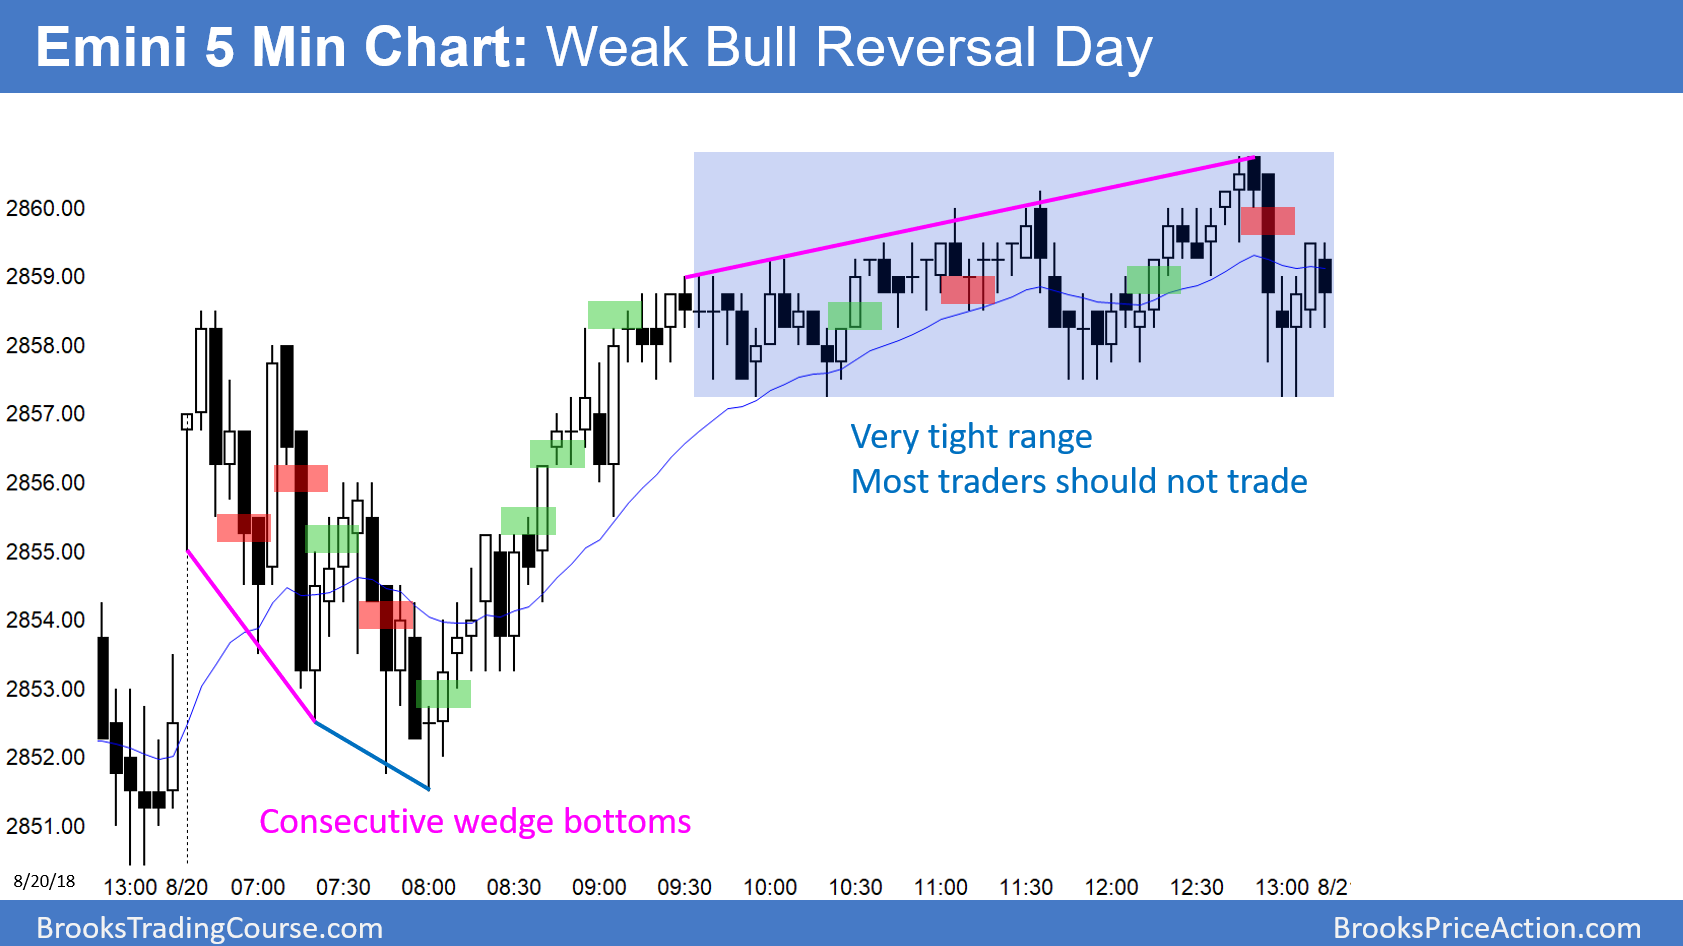 Emini 5 Min Chart: Weak Bull Reversal Day
2860.00
2859.00
2858.00
2857.00
2856.00
2855.00
2854.00
2853.00
2852.00
2851.00
Very tight range
Most traders should not trade
Consecutive wedge bottoms
8/20/18
13:00 8/20 07:00 07:30 08:00 08:30 09:00 09:30 10:00 10:30 11:00 11:30 12:00 12:30 13:00 8/2
BrooksTradingCourse.com
BrooksPriceAction.com